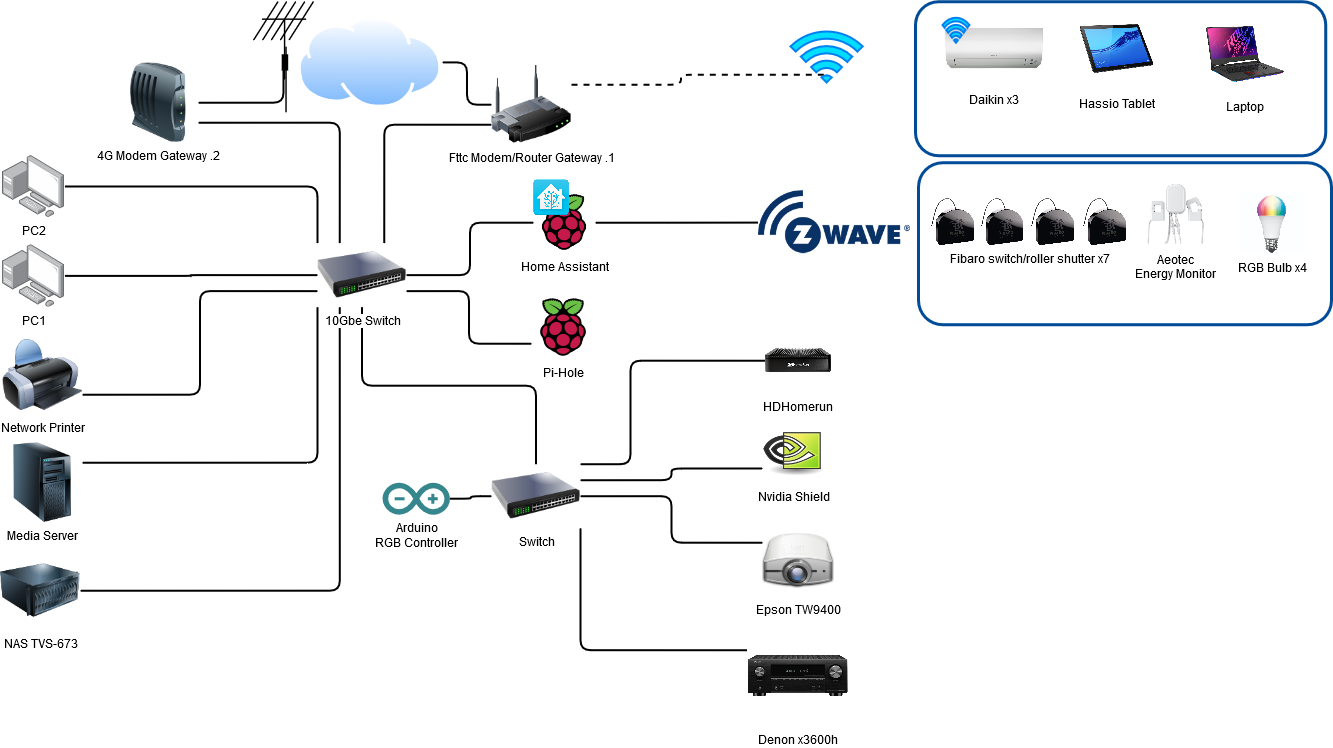 Daikin x3
Hassio Tablet
Laptop
4G Modem Gateway .2
Fttc Modem/Router Gateway .1
PC2
Home Assistant
Z WAVE®
Fibaro switch/roller shutter x7
Aeotec
Energy Monitor
RGB Bulb x4
PC1
10Gbe Switch
Pi-Hole
Network Printer
HDHomerun
Nvidia Shield
Media Server
Arduino
RGB Controller
Switch
Epson TW9400
NAS TVS-673
Denon x3600h